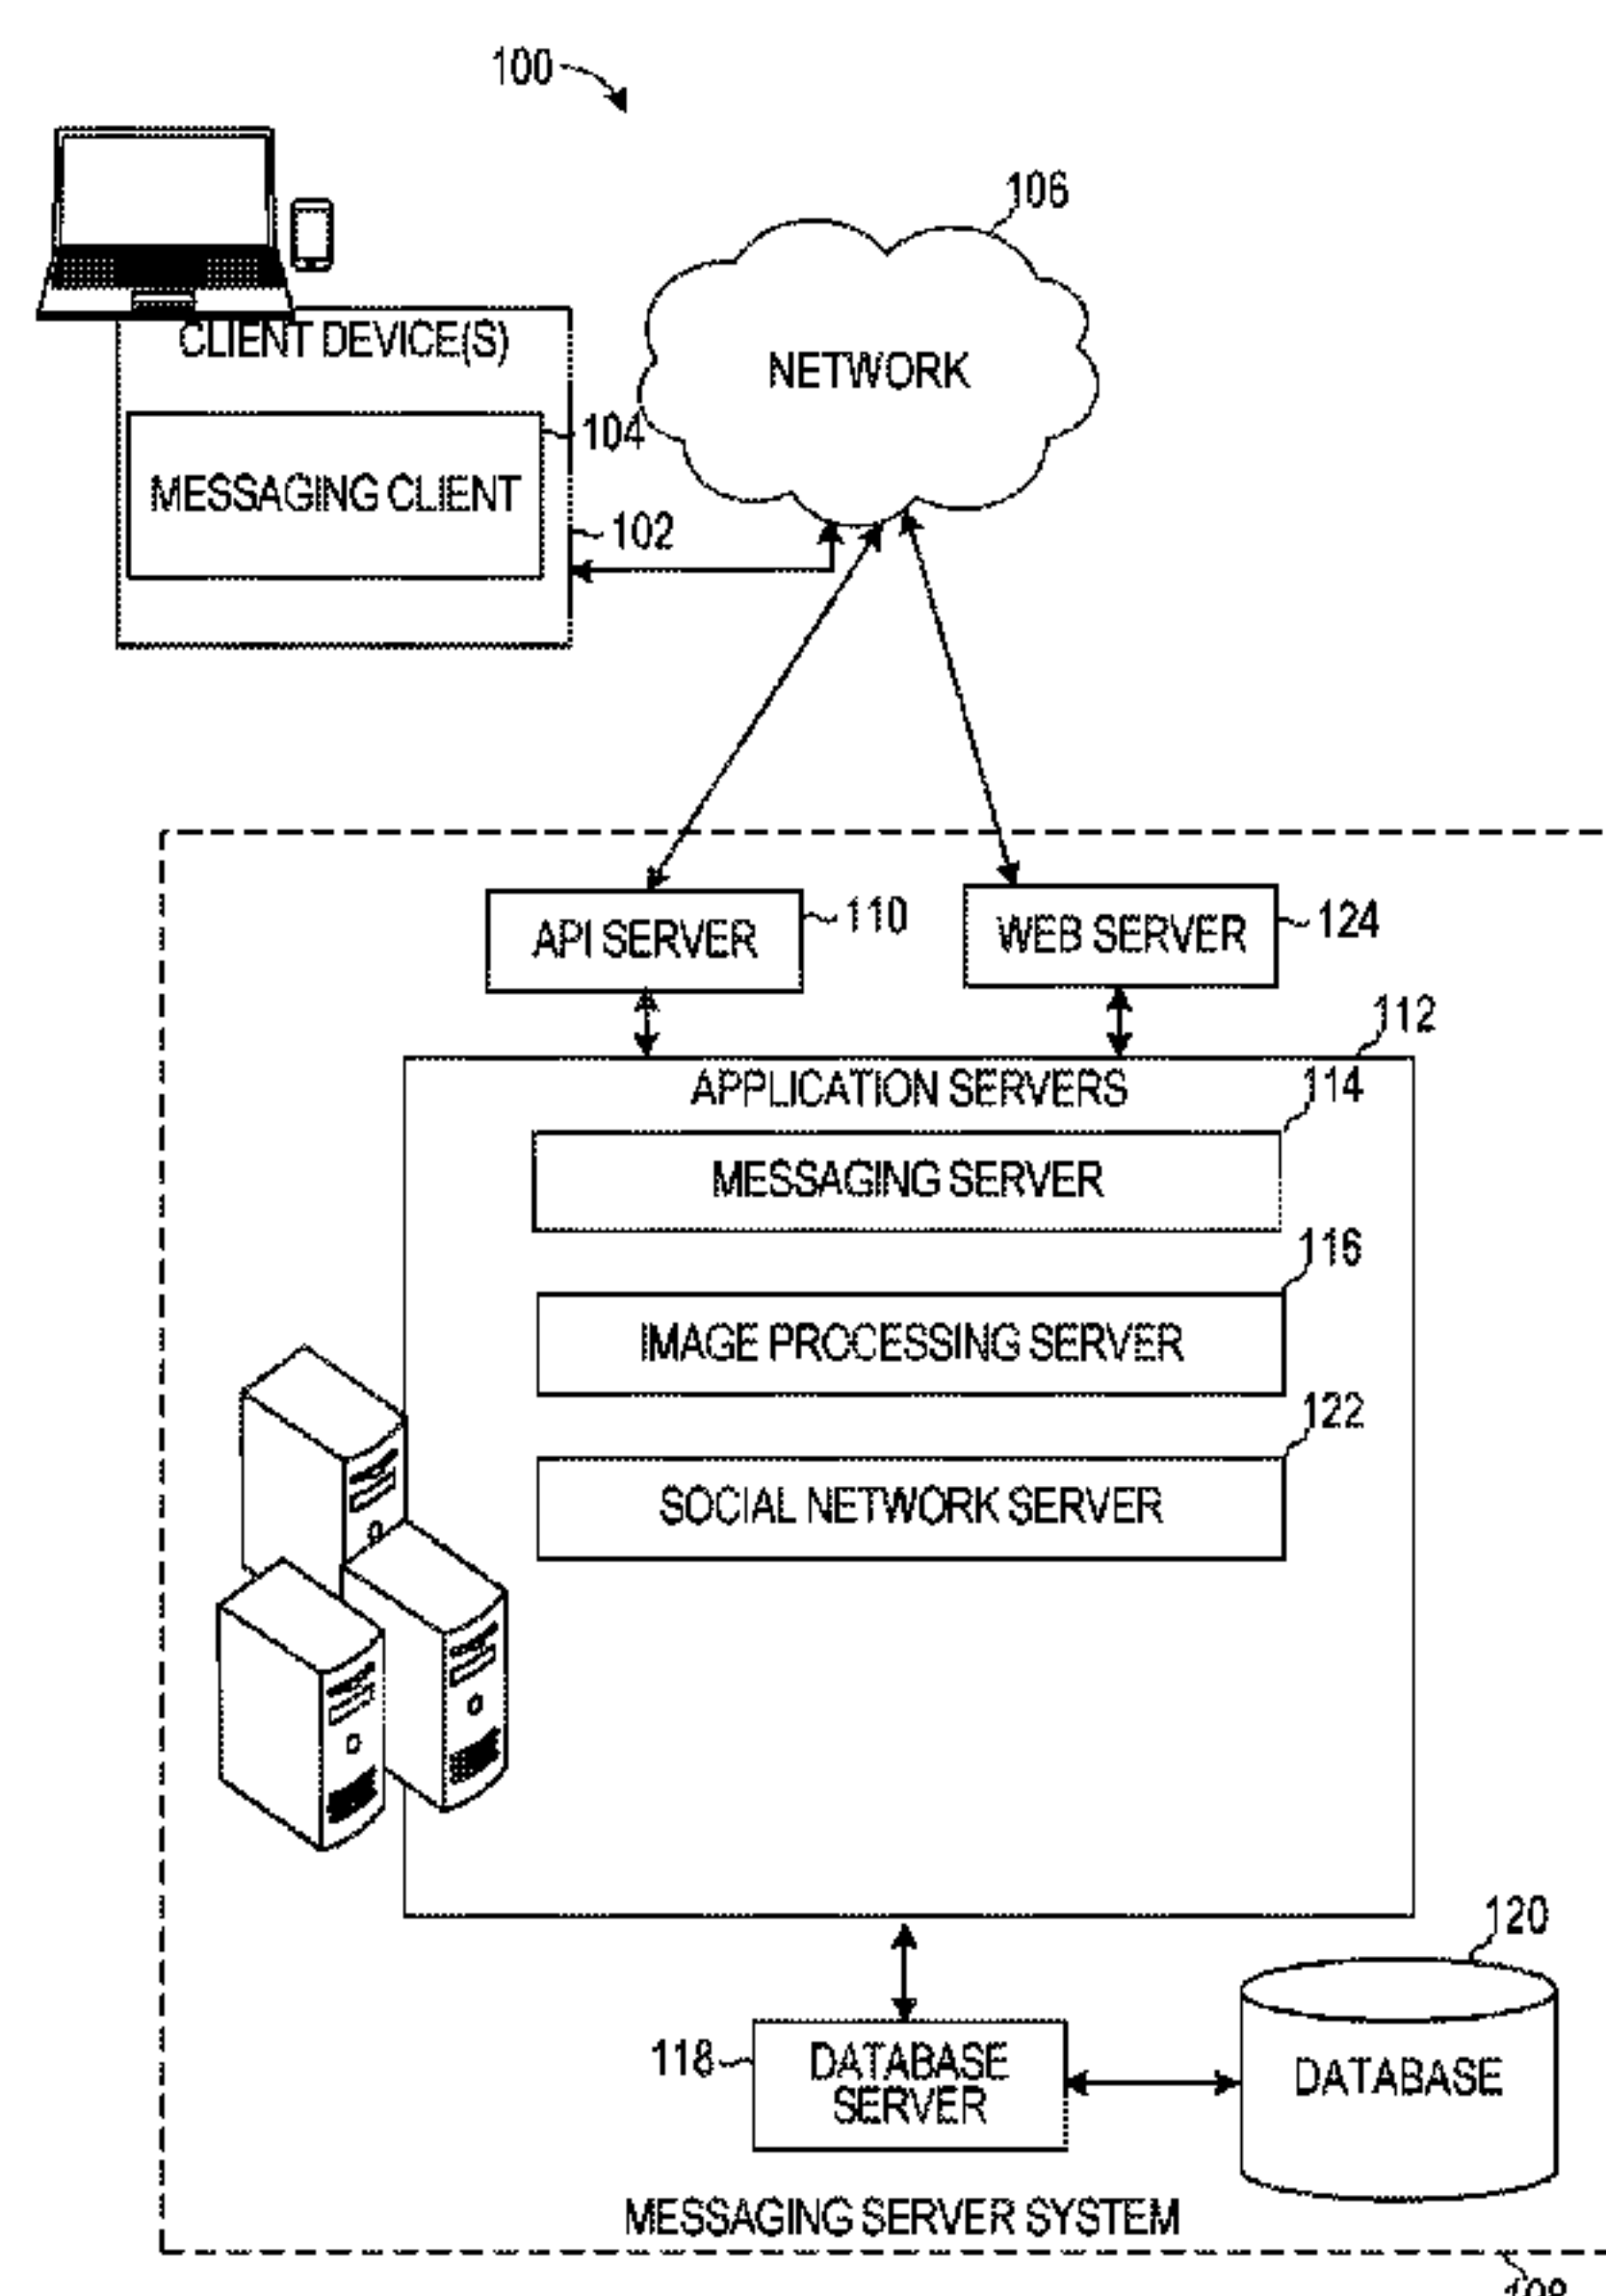 100
106
CLIENT DEVICE(S)
NETWORK
104
MESSAGING CLIENT
102
API SERVER
110
WEB SERVER
124
112
APPLICATION SERVERS
114
MESSAGING SERVER
116
IMAGE PROCESSING SERVER
122
SOCIAL NETWORK SERVER
120
118
DATABASE
SERVER
DATABASE
MESSAGING SERVER SYSTEM